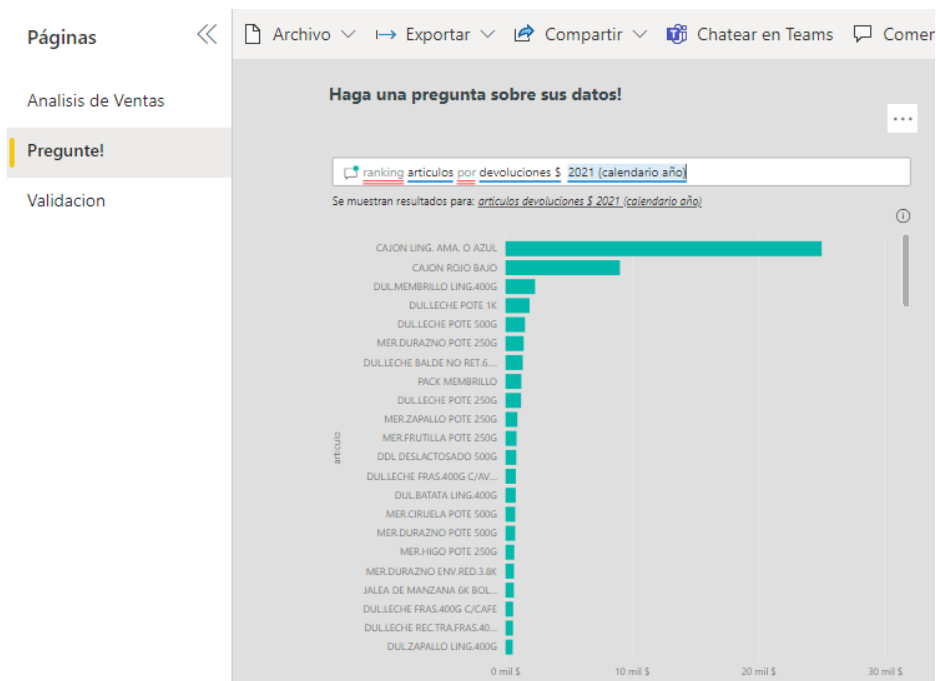 Páginas
Analisis de Ventas
Pregunte!
Validacion
Archivo Exportar Compartir Chatear en Teams Comer
Haga una pregunta sobre sus datos!
ranking articulos por devoluciones $ 2021 (calendario año)
Se muestran resultados para: articulos devoluciones $ 2021 (calendario año)
CAJON LING. AMA. O AZUL
CAJON ROJO BAJO
DUL.MEMBRILLO LING.400G
DUL.LECHE POTE 1K
DUL.LECHE POTE 500G
MER.DURAZNO POTE 250G
DUL.LECHE BALDE NO RET.6....
PACK MEMBRILLO
DUL.LECHE POTE 250G
MER.ZAPALLO POTE 250G
MER.FRUTILLA POTE 250G
DDL DESLACTOSADO 500G
DUL.LECHE FRAS.400G C/AV...
DUL.BATATA LING.400G
MER.CIRUELA POTE 500G
MER.DURAZNO POTE 500G
MER.HIGO POTE 250G
MER.DURAZNO ENV.RED.3.8K
JALEA DE MANZANA 6K BOL...
DUL.LECHE FRAS.400G C/CAFE
DUL.LECHE REC.TRA.FRAS.40...
DUL.ZAPALLO LING.400G
articulo
0 mil $ 10 mil $ 20 mil $ 30 mil $